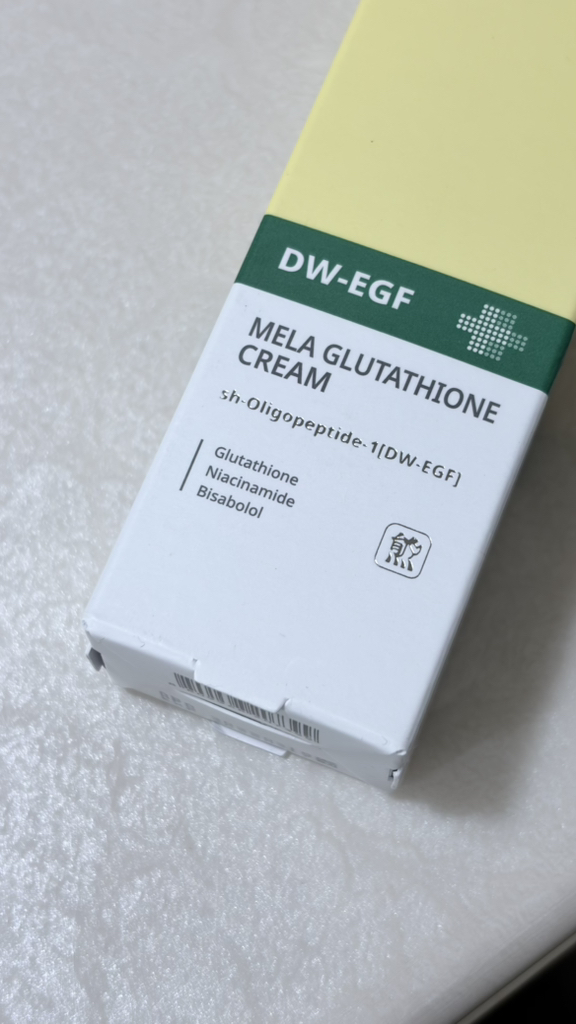 DW-EGF
MELA GLUTATHIONE
CREAM
sh-Oligopeptide-1(DW-EGF)
Glutathione
Niacinamide
Bisabolol